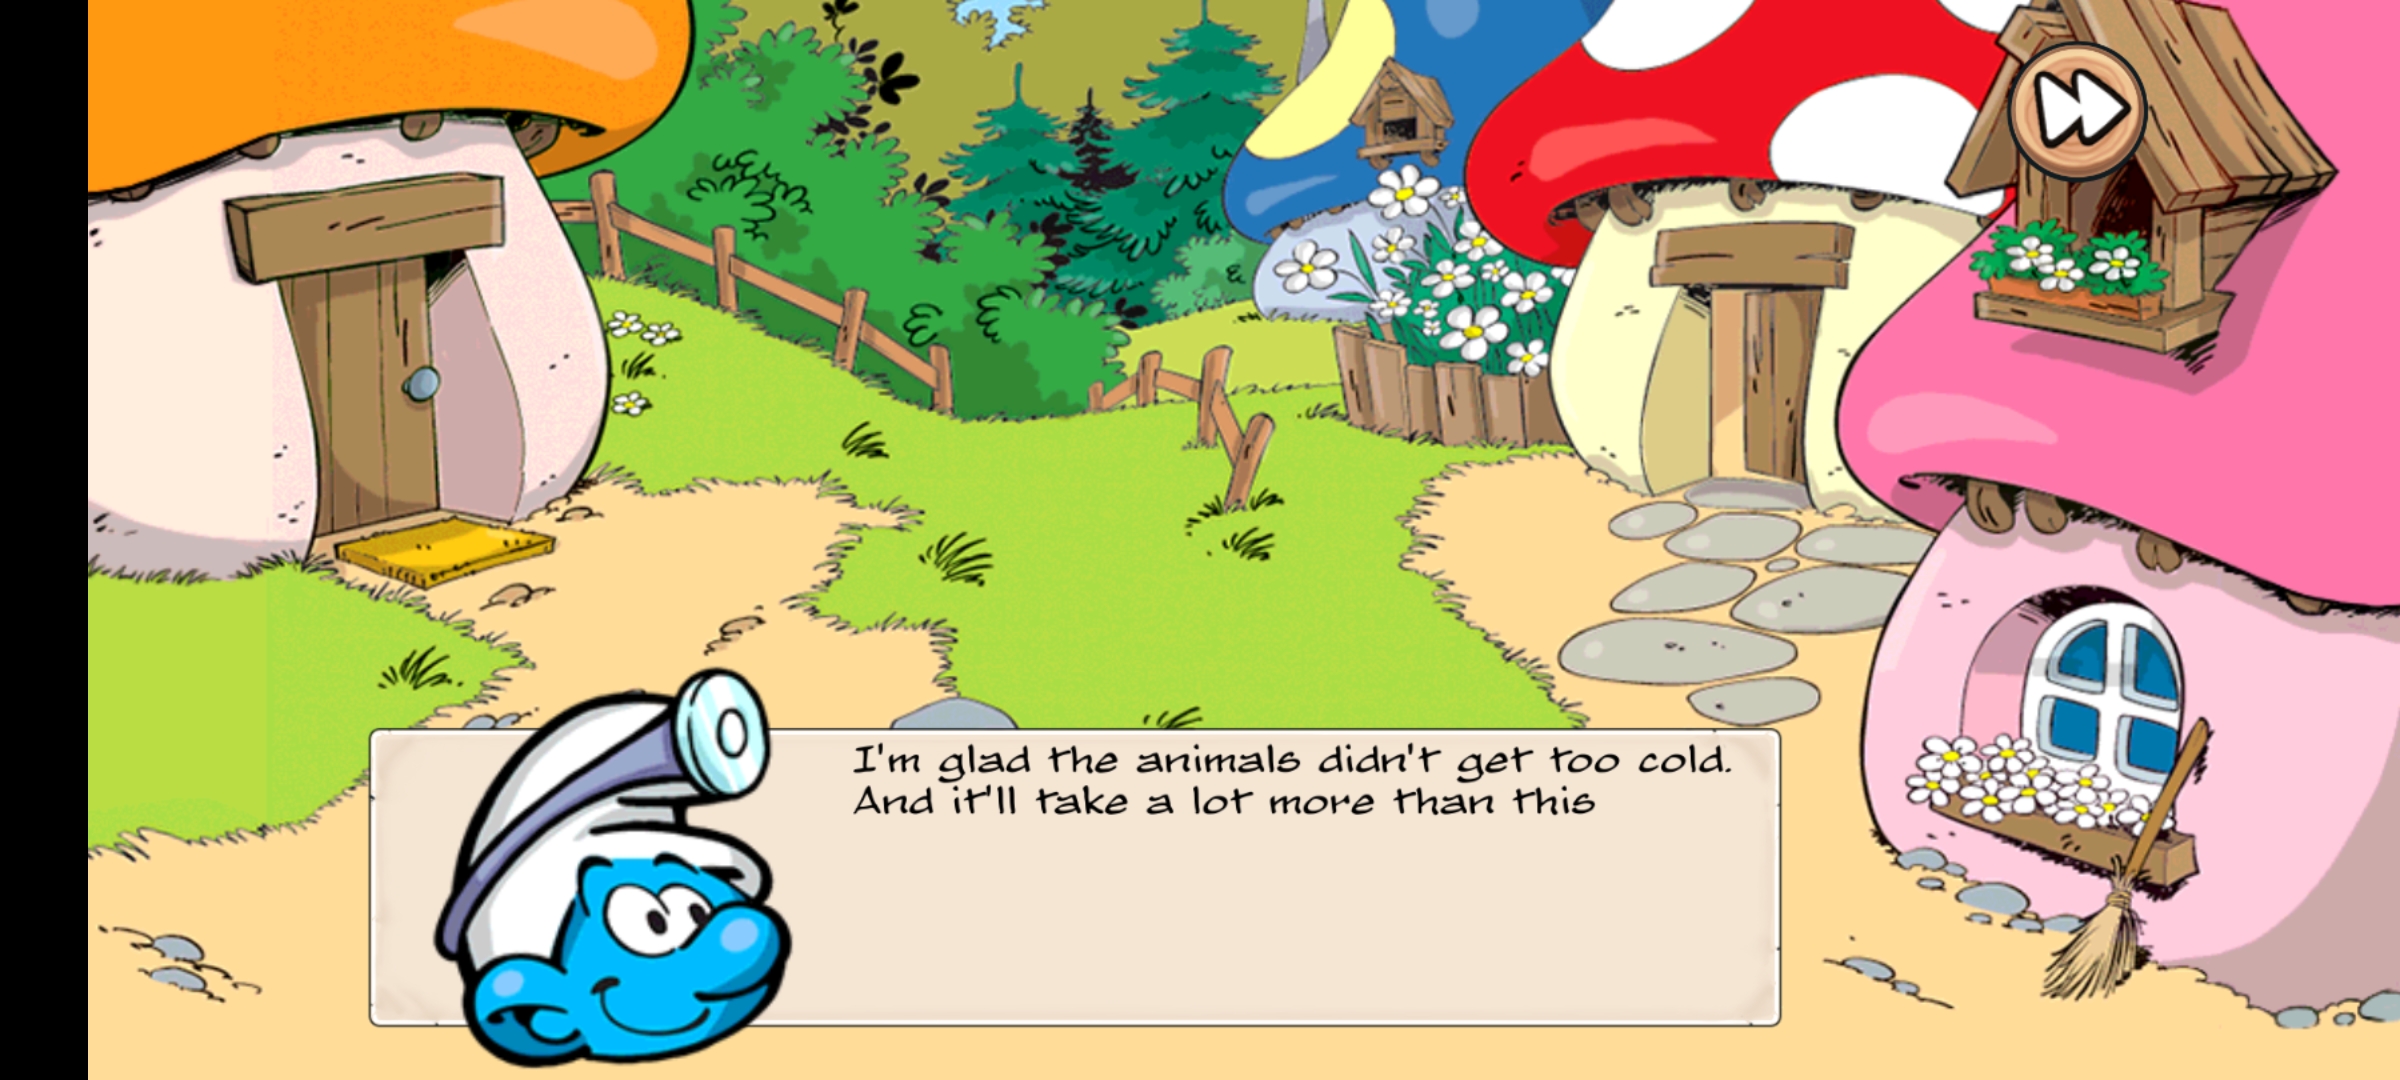 I'm glad the animals didn't get too cold.
And it'll take a lot more than this